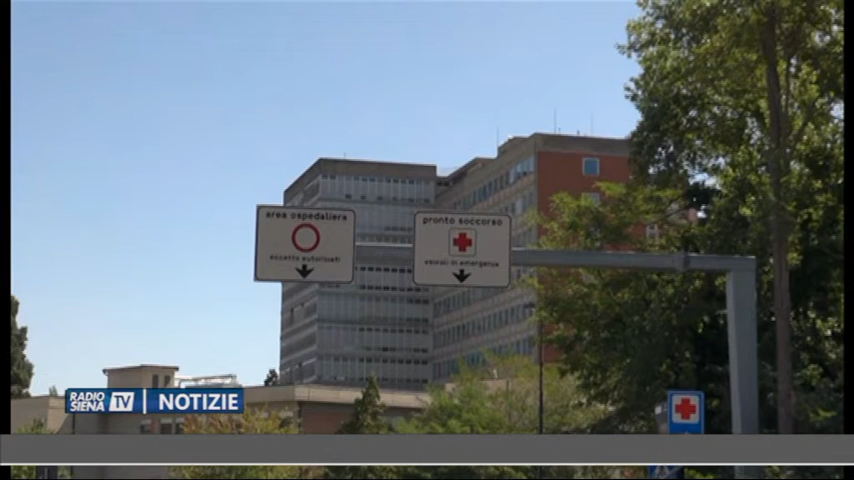 area ospedaliera
eccetto autorizzati
pronto soccorso
veicoli in emergenza
RADIO SIENA TV NOTIZIE